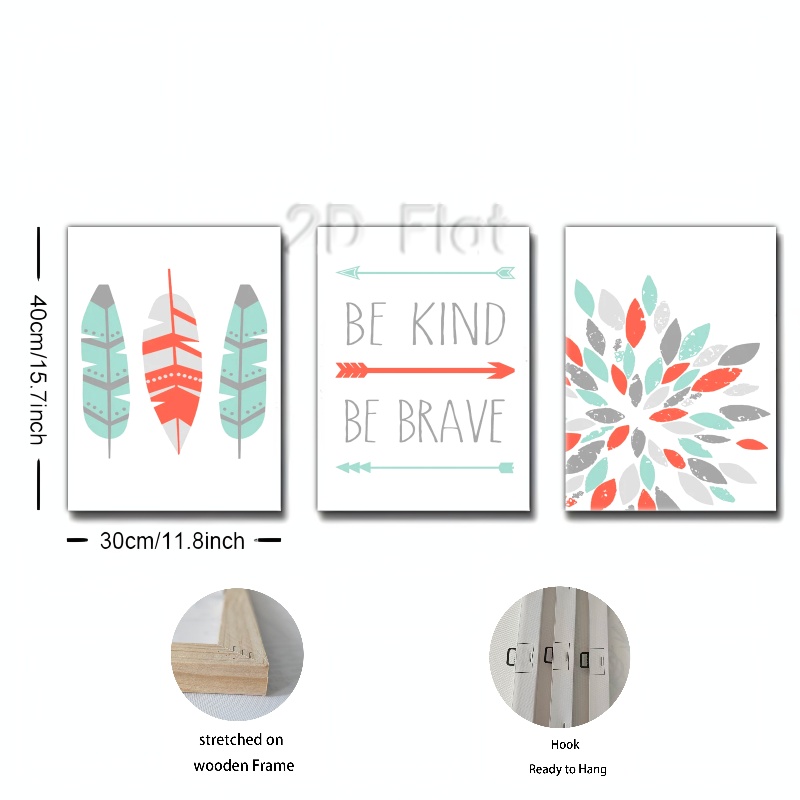 2D Flat
BE KIND
BE BRAVE
40cm/15.7inch
30cm/11.8inch
stretched on
wooden Frame
Hook
Ready to Hang